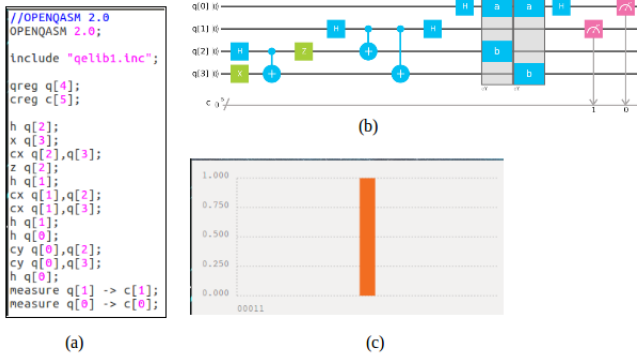 //OPENQASM 2.0
OPENQASM 2.0;
include "qelib1.inc";
qreg q[4];
creg c[5];
h q[2];
x q[3];
cx q[2],q[3];
z q[2];
h q[1];
cx q[1],q[2];
cx q[1],q[3];
h q[1];
h q[0];
cy q[0],q[2];
cy q[0],q[3];
h q[0];
measure q[1] -> c[1];
measure q[0] -> c[0];
(a)
q[0] H a a H
q[1] H H
q[2] H Z b
q[3] X b
c 5
1 0
(b)
1.000
0.750
0.500
0.250
0.000
00011
(c)